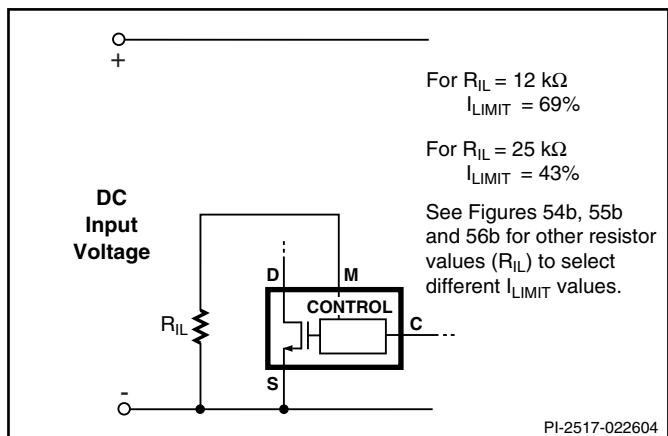 +
For R_IL = 12 kΩ
I_LIMIT = 69%
For R_IL = 25 kΩ
I_LIMIT = 43%
See Figures 54b, 55b
and 56b for other resistor
values (R_IL) to select
different I_LIMIT values.
DC
Input
Voltage
D M
CONTROL
C
R_IL
S
-
PI-2517-022604